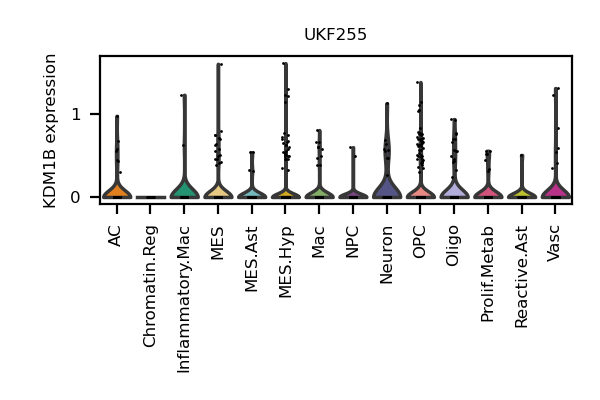 UKF255
KDM1B expression
1
0
AC
Chromatin.Reg
Inflammatory.Mac
MES
MES.Ast
MES.Hyp
Mac
NPC
Neuron
OPC
Oligo
Prolif.Metab
Reactive.Ast
Vasc